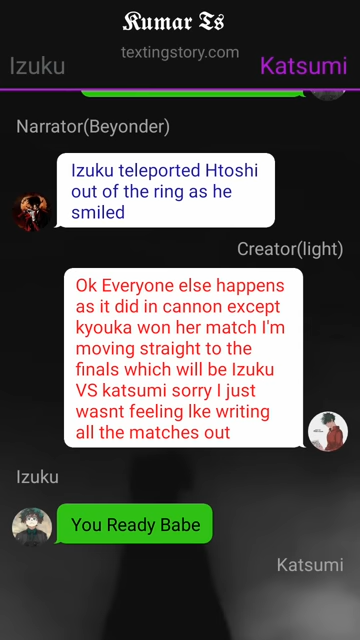 Kumar Ts
textingstory.com
Izuku
Katsumi
Narrator(Beyonder)
Izuku teleported Htoshi
out of the ring as he
smiled
Creator(light)
Ok Everyone else happens
as it did in cannon except
kyouka won her match I'm
moving straight to the
finals which will be Izuku
VS katsumi sorry I just
wasnt feeling lke writing
all the matches out
Izuku
You Ready Babe
Katsumi